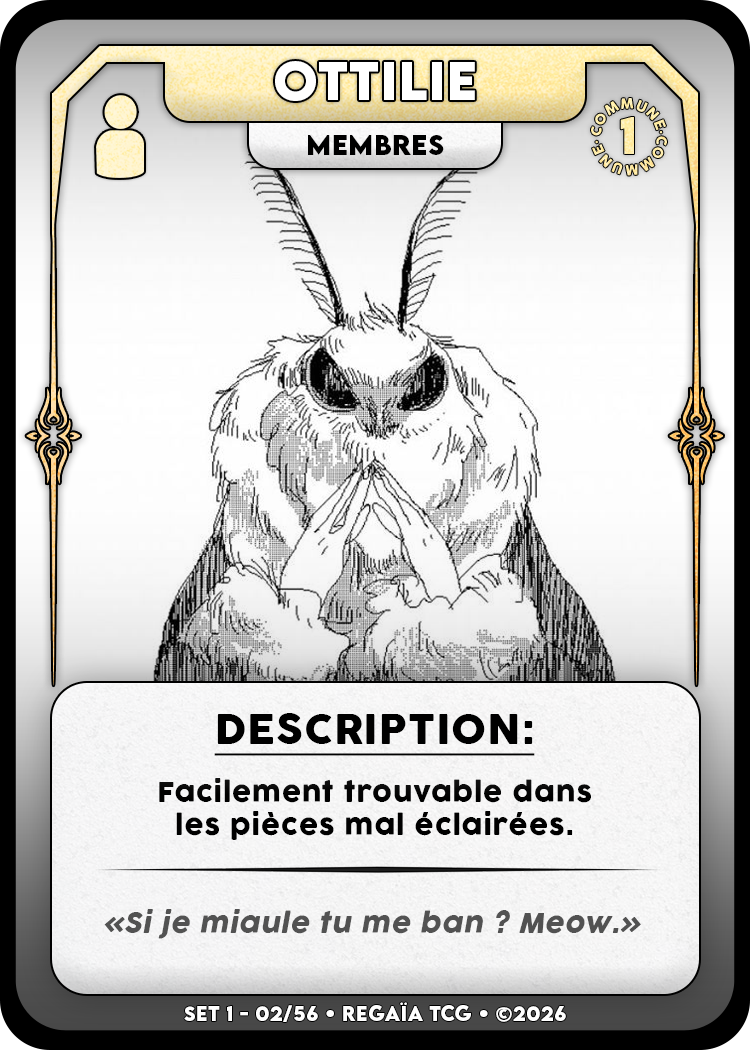 OTTILIE
MEMBRES
COMMUNE•COMMUNE•
1
DESCRIPTION:
Facilement trouvable dans
les pièces mal éclairées.
«Si je miaule tu me ban ? Meow.»
SET 1 - 02/56 • REGAÏA TCG • ©2026